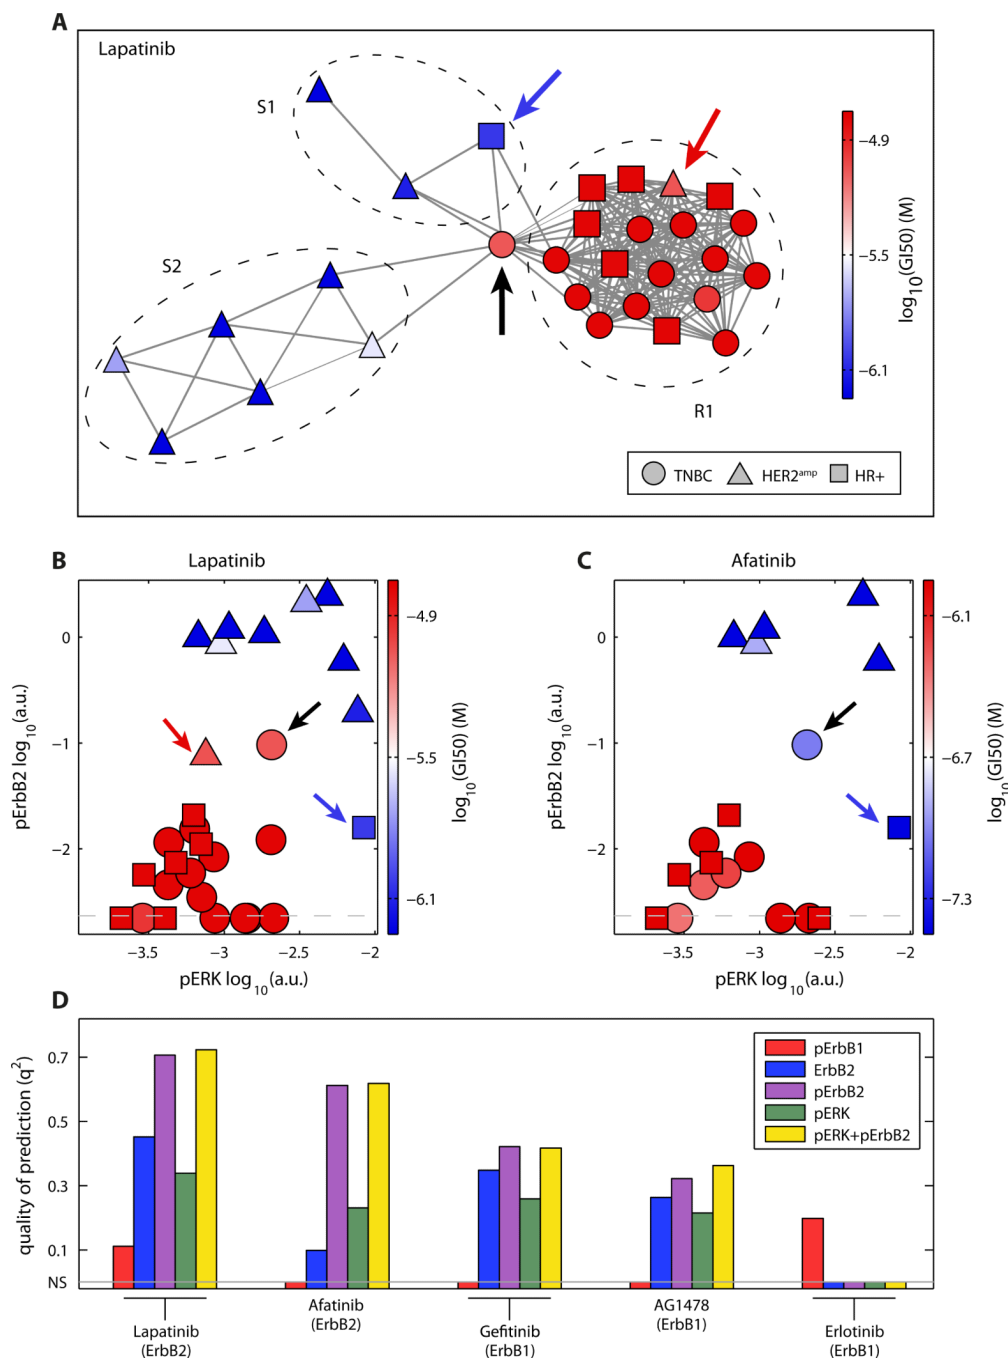 A
Lapatinib
S1
S2
R1
−4.9
−5.5
−6.1
log10(GI50) (M)
TNBC HER2amp HR+
B
Lapatinib
0
−1
−2
pErbB2 log10(a.u.)
−3.5 −3 −2.5 −2
pERK log10(a.u.)
−4.9
−5.5
−6.1
log10(GI50) (M)
C
Afatinib
0
−1
−2
pErbB2 log10(a.u.)
−3.5 −3 −2.5 −2
pERK log10(a.u.)
−6.1
−6.7
−7.3
log10(GI50) (M)
D
quality of prediction (q2)
0.7
0.5
0.3
0.1
NS
pErbB1
ErbB2
pErbB2
pERK
pERK+pErbB2
Lapatinib
(ErbB2)
Afatinib
(ErbB2)
Gefitinib
(ErbB1)
AG1478
(ErbB1)
Erlotinib
(ErbB1)